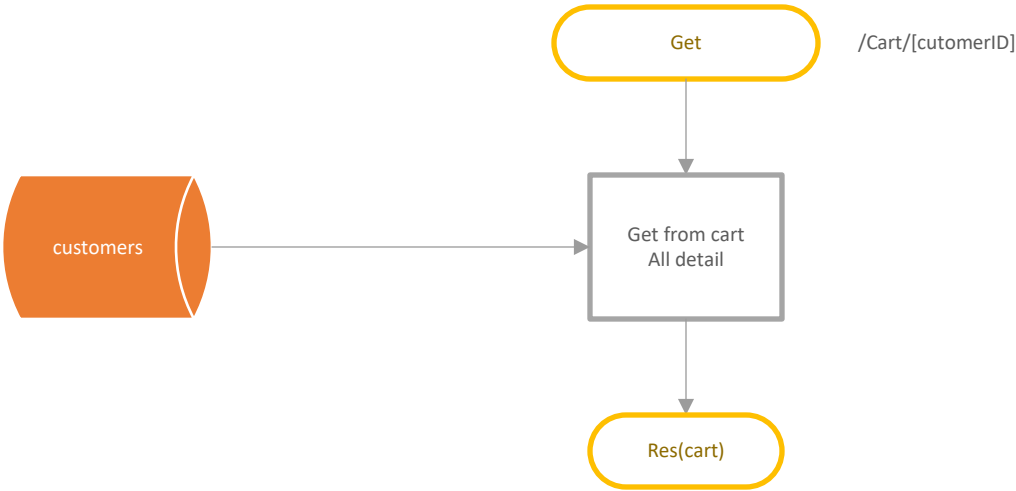 Get
/Cart/[cutomerID]
customers
Get from cart
All detail
Res(cart)